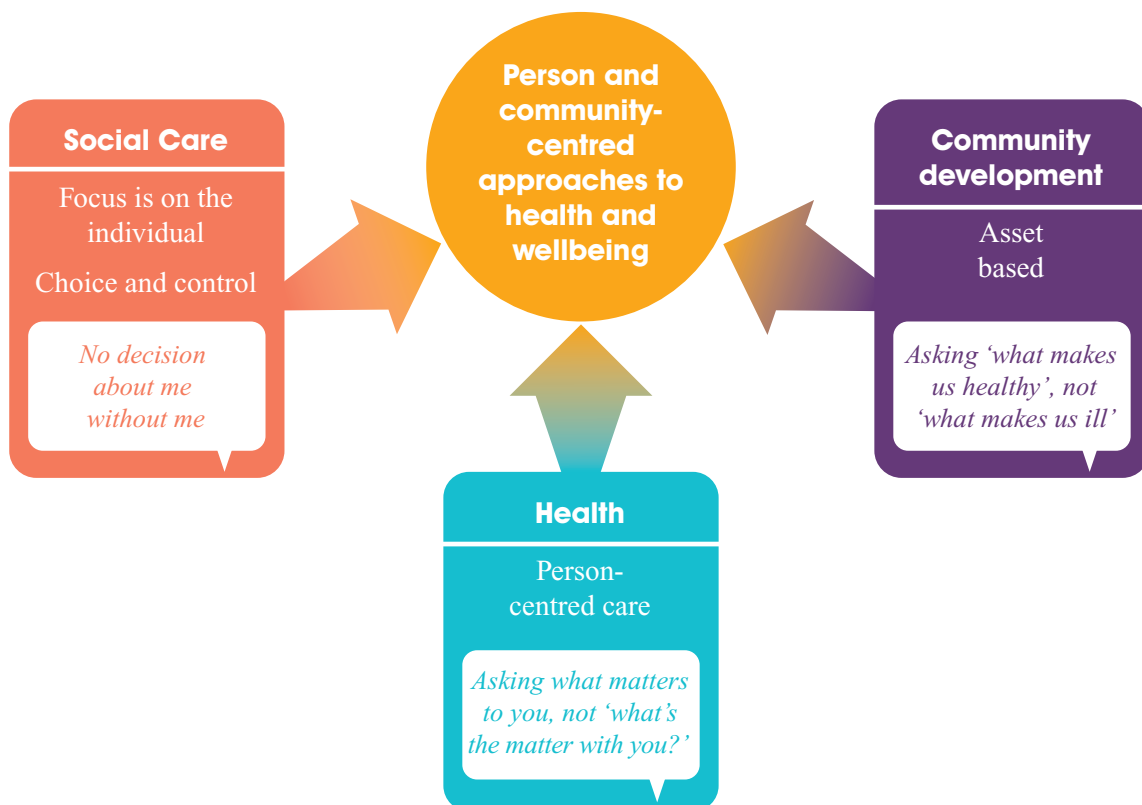 Person and
community-
centred
approaches to
health and
wellbeing
Social Care
Focus is on the
individual
Choice and control
No decision
about me
without me
Community
development
Asset
based
Asking ‘what makes
us healthy’, not
‘what makes us ill’
Health
Person-
centred care
Asking what matters
to you, not ‘what’s
the matter with you?’